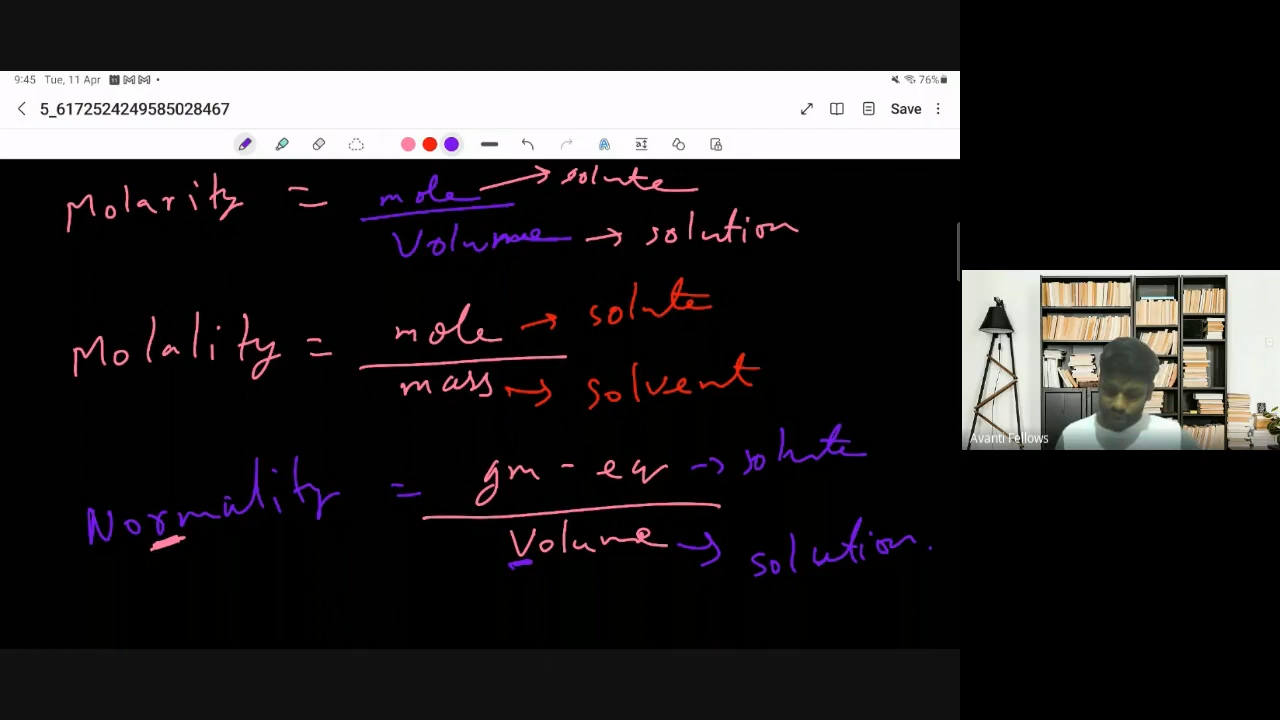 9:45 Tue, 11 Apr 31 M M •
76%
5_6172524249585028467
Save
Molarity = mole → solute
Volume → solution
Molality = mole → solute
mass → solvent
Normality = gm - eq → solute
Volume → solution.
Avanti Fellows